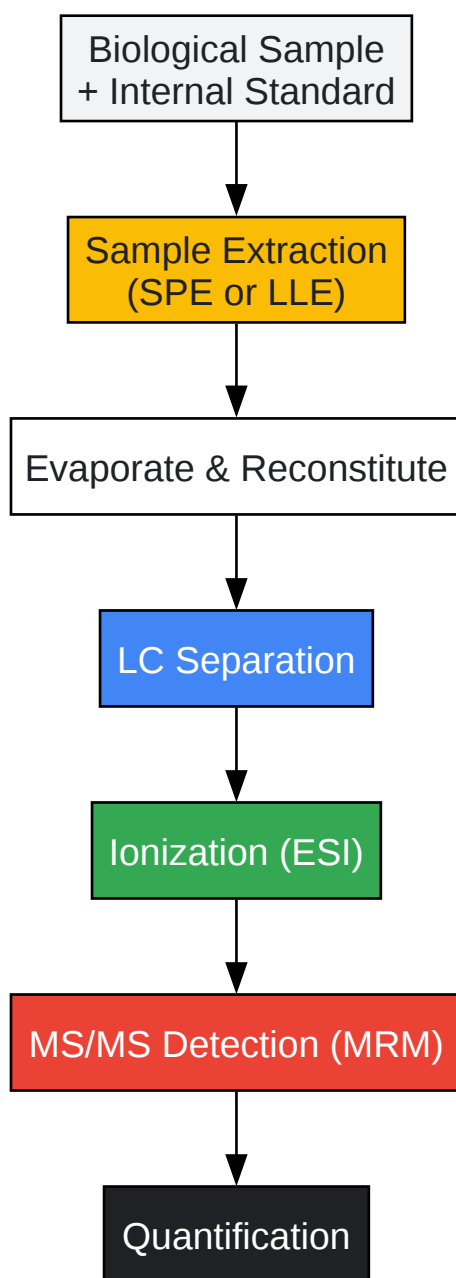 Biological Sample
+ Internal Standard
Sample Extraction
(SPE or LLE)
Evaporate & Reconstitute
LC Separation
Ionization (ESI)
MS/MS Detection (MRM)
Quantification